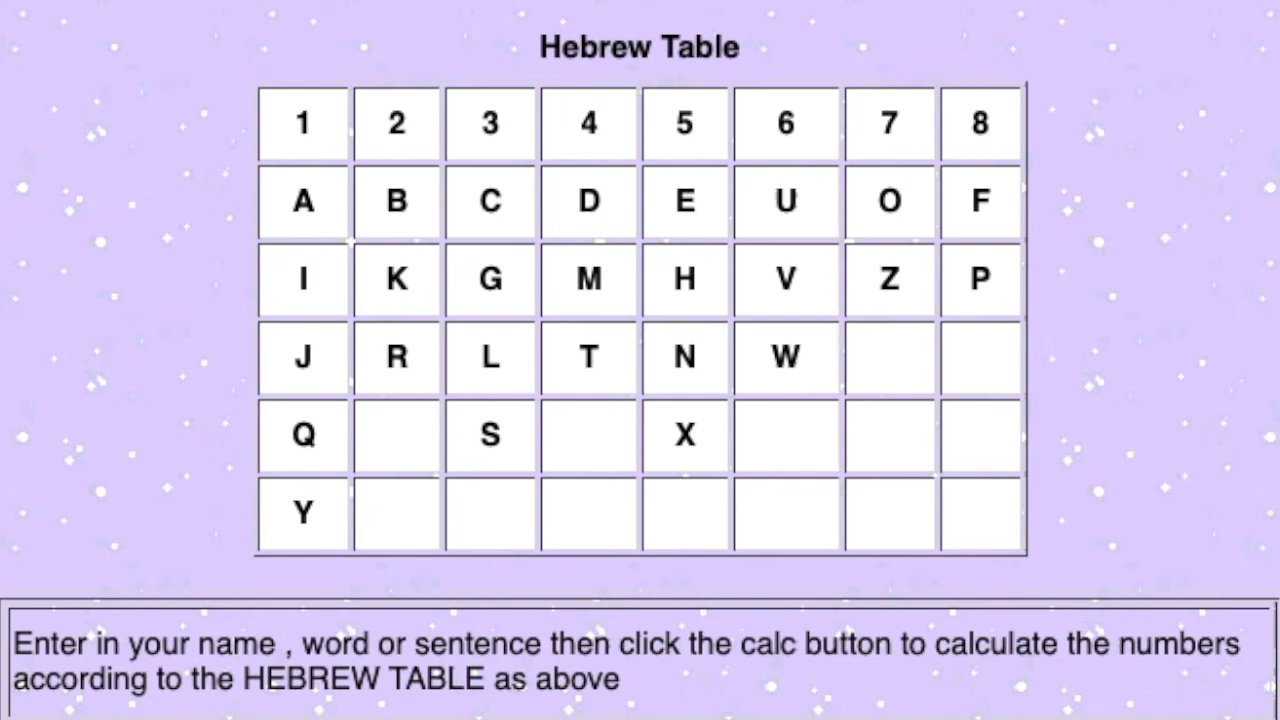 Hebrew Table
1 2 3 4 5 6 7 8
A B C D E U O F
I K G M H V Z P
J R L T N W
Q S X
Y
Enter in your name , word or sentence then click the calc button to calculate the numbers
according to the HEBREW TABLE as above